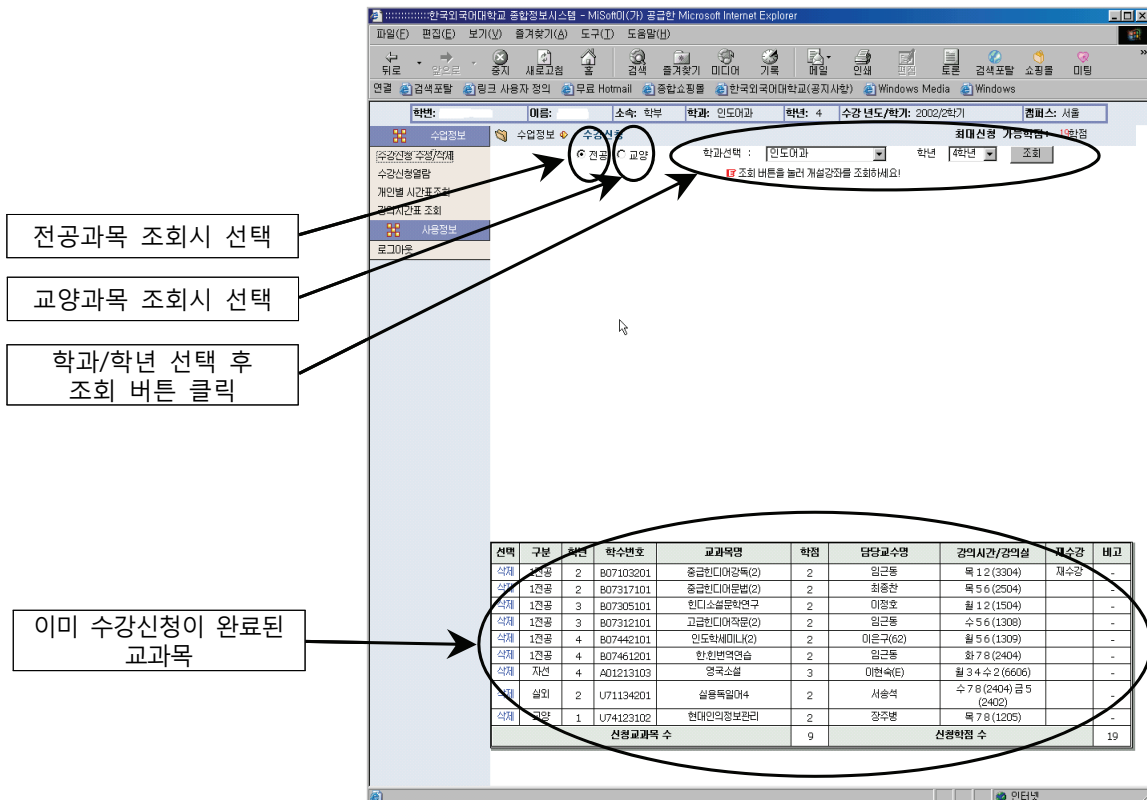 :::::::::::::::한국외국어대학교 종합정보시스템 - MiSoft이(가) 공급한 Microsoft Internet Explorer
파일(F) 편집(E) 보기(V) 즐겨찾기(A) 도구(T) 도움말(H)
뒤로 앞으로 중지 새로고침 홈 검색 즐겨찾기 미디어 기록 메일 인쇄 편집 토론 검색포탈 쇼핑몰 미팅 »
연결 검색포탈 링크 사용자 정의 무료 Hotmail 종합쇼핑몰 한국외국어대학교(공지사항) Windows Media Windows
학번: 이름: 소속: 학부 학과: 인도어과 학년: 4 수강 년도/학기: 2002/2학기 캠퍼스: 서울
수업정보 수업정보 수강신청 최대신청 가능학점: 19학점
수강신청 수정/삭제 전공 교양 학과선택 : 인도어과 학년 4학년 조회
수강신청열람 조회 버튼을 눌러 개설강좌를 조회하세요!
개인별 시간표조회
강의시간표 조회
사용정보
로그아웃
전공과목 조회시 선택
교양과목 조회시 선택
학과/학년 선택 후
조회 버튼 클릭
이미 수강신청이 완료된
교과목
선택 구분 학년 학수번호 교과목명 학점 담당교수명 강의시간/강의실 재수강 비고
삭제 1전공 2 B07103201 중급힌디어강독(2) 2 임근동 목 1 2 (3304) 재수강 -
삭제 1전공 2 B07317101 중급힌디어문법(2) 2 최종찬 목 5 6 (2504) -
삭제 1전공 3 B07305101 힌디소설문학연구 2 이정호 월 1 2 (1504) -
삭제 1전공 3 B07312101 고급힌디어작문(2) 2 임근동 수 5 6 (1308) -
삭제 1전공 4 B07442101 인도학세미나(2) 2 이은구(62) 월 5 6 (1309) -
삭제 1전공 4 B07461201 한힌번역연습 2 임근동 화 7 8 (2404) -
삭제 자선 4 A01213103 영국소설 3 이현숙(E) 월 3 4 수 2 (6606) -
삭제 실외 2 U71134201 실용독일어4 2 서송석 수 7 8 (2404) 금 5 (2402) -
삭제 교양 1 U74123102 현대인의정보관리 2 장주병 목 7 8 (1205) -
신청교과목 수 9 신청학점 수 19
인터넷